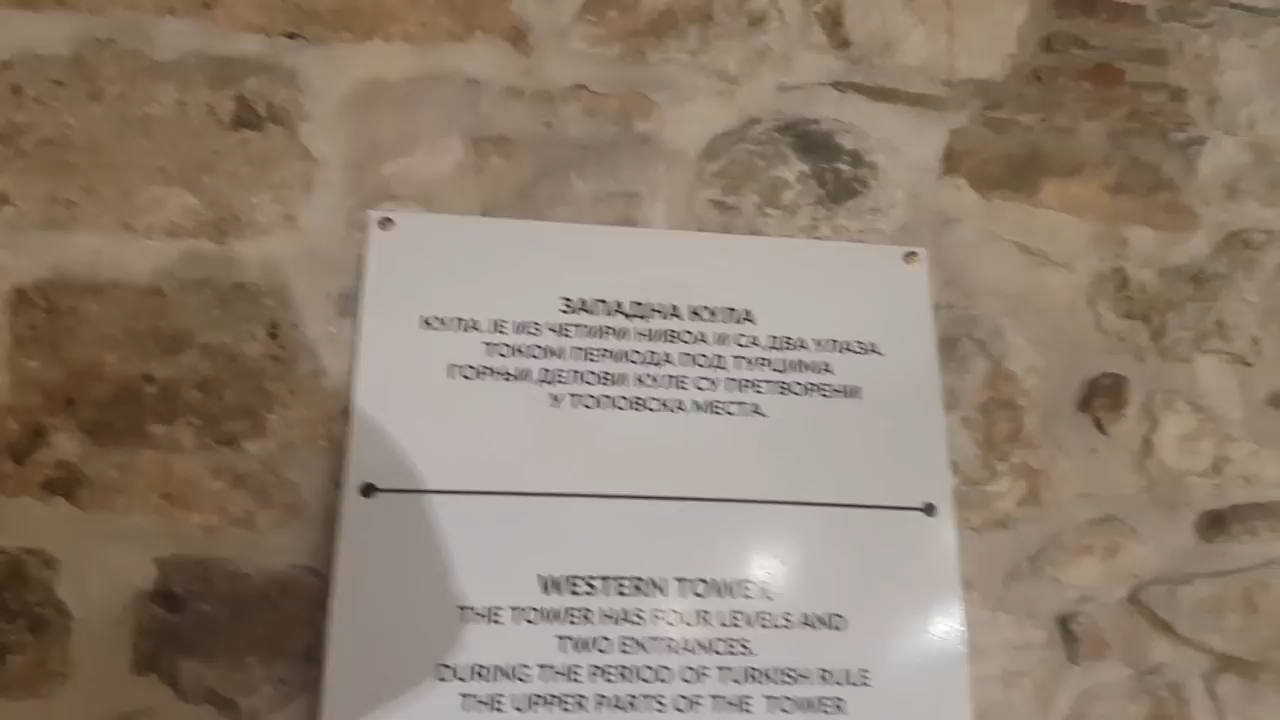 ЗАПАДНА КУЛА
КУЛА ЈЕ ИЗ ЧЕТИРИ НИВОА И СА ДВА УЛАЗА.
ТОКОМ ПЕРИОДА ПОД ТУРЦИМА
ГОРЊИ ДЕЛОВИ КУЛЕ СУ ПРЕТВОРЕНИ
У ТОПОВСКА МЕСТА.
WESTERN TOWER
THE TOWER HAS FOUR LEVELS AND
TWO ENTRANCES.
DURING THE PERIOD OF TURKISH RULE
THE UPPER PARTS OF THE TOWER